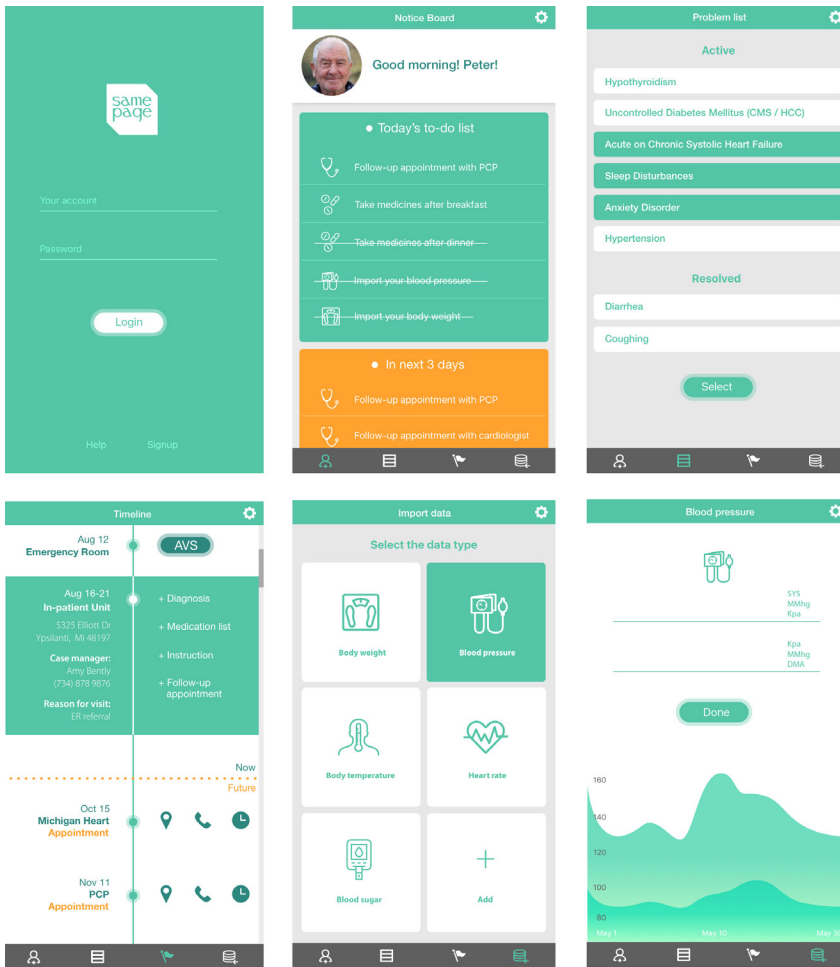 same
page
Your account
Password
Login
Help Signup
Notice Board
Good morning! Peter!
Today's to-do list
Follow-up appointment with PCP
Take medicines after breakfast
Take medicines after dinner
Import your blood pressure
Import your body weight
In next 3 days
Follow-up appointment with PCP
Follow-up appointment with cardiologist
Problem list
Active
Hypothyroidism
Uncontrolled Diabetes Mellitus (CMS / HCC)
Acute on Chronic Systolic Heart Failure
Sleep Disturbances
Anxiety Disorder
Hypertension
Resolved
Diarrhea
Coughing
Select
Timeline
Aug 12
Emergency Room
AVS
Aug 16-21
In-patient Unit
5325 Elliott Dr
Ypsilanti, MI 48197
Case manager:
Amy Bently
(734) 878 9876
Reason for visit:
ER referral
+ Diagnosis
+ Medication list
+ Instruction
+ Follow-up
appointment
Now
Future
Oct 15
Michigan Heart
Appointment
Nov 11
PCP
Appointment
Import data
Select the data type
Body weight
Blood pressure
Body temperature
Heart rate
Blood sugar
Add
Blood pressure
SYS
MMhg
Kpa
Kpa
MMhg
DMA
Done
160
140
120
100
80
May 1 May 10 May 30